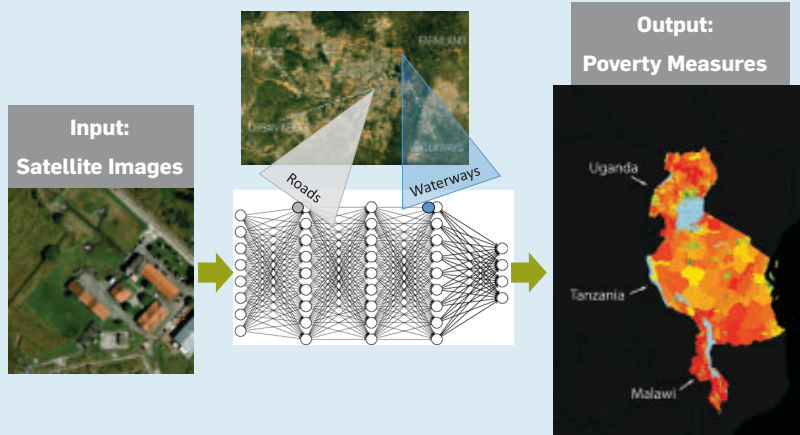 Input:
Satellite Images
FARMLAND
URBAN AREAS
WATERWAYS
Roads
Waterways
Output:
Poverty Measures
Uganda
Tanzania
Malawi